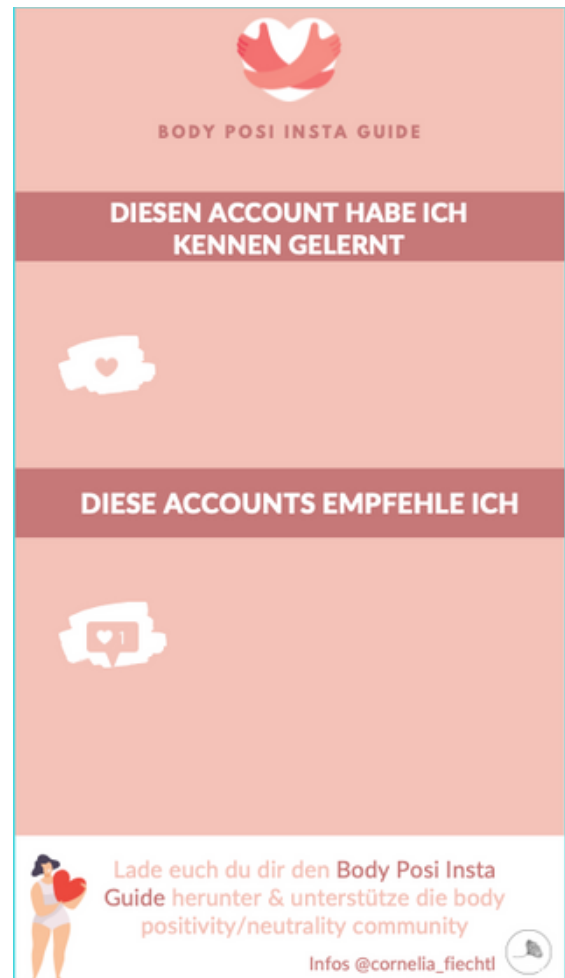 BODY POSI INSTA GUIDE
DIESEN ACCOUNT HABE ICH
KENNEN GELERNT
DIESE ACCOUNTS EMPFEHLE ICH
1
Lade euch du dir den Body Posi Insta
Guide herunter & unterstütze die body
positivity/neutrality community
Infos @cornelia_fiechtl